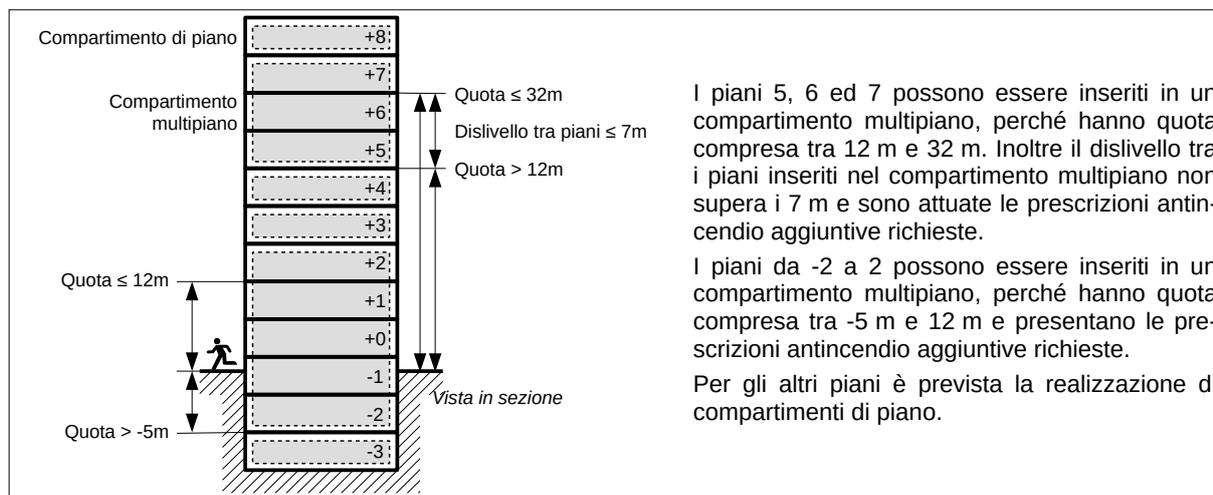 Compartimento di piano
+8
+7
Compartimento
multipiano
+6
+5
+4
+3
+2
+1
+0
-1
-2
-3
Quota ≤ 32m
Dislivello tra piani ≤ 7m
Quota > 12m
Quota ≤ 12m
Quota > -5m
Vista in sezione
I piani 5, 6 ed 7 possono essere inseriti in un
compartimento multipiano, perché hanno quota
compresa tra 12 m e 32 m. Inoltre il dislivello tra
i piani inseriti nel compartimento multipiano non
supera i 7 m e sono attuate le prescrizioni antin-
cendio aggiuntive richieste.
I piani da -2 a 2 possono essere inseriti in un
compartimento multipiano, perché hanno quota
compresa tra -5 m e 12 m e presentano le pre-
scrizioni antincendio aggiuntive richieste.
Per gli altri piani è prevista la realizzazione di
compartimenti di piano.